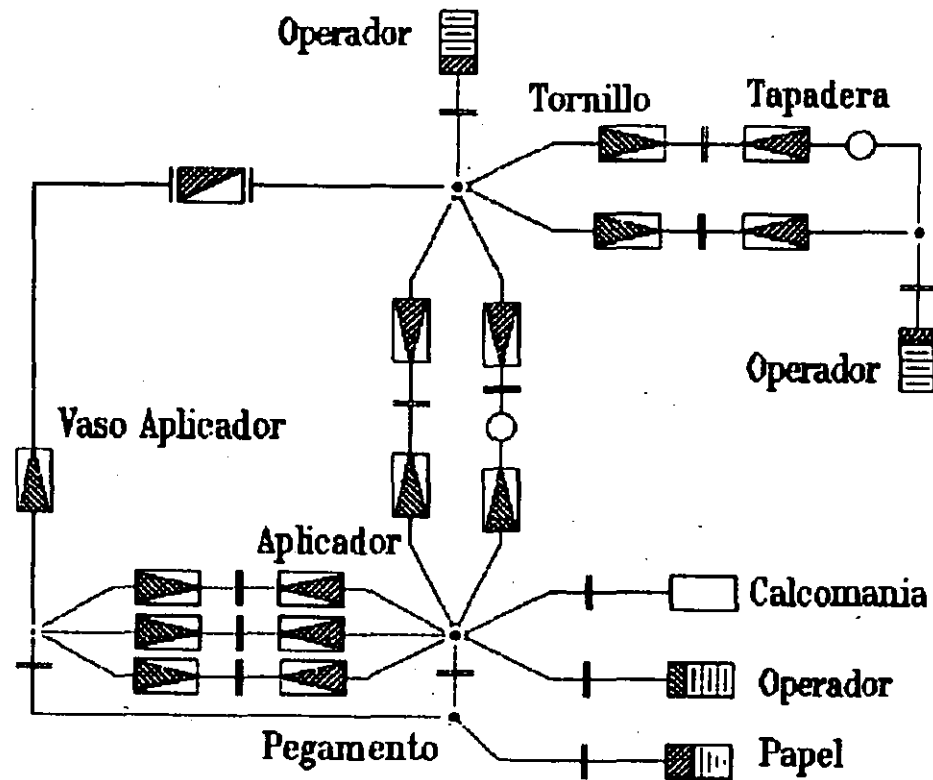 Operador
Tornillo
Tapadera
Operador
Vaso Aplicador
Aplicador
Calcomania
Operador
Pegamento
Papel